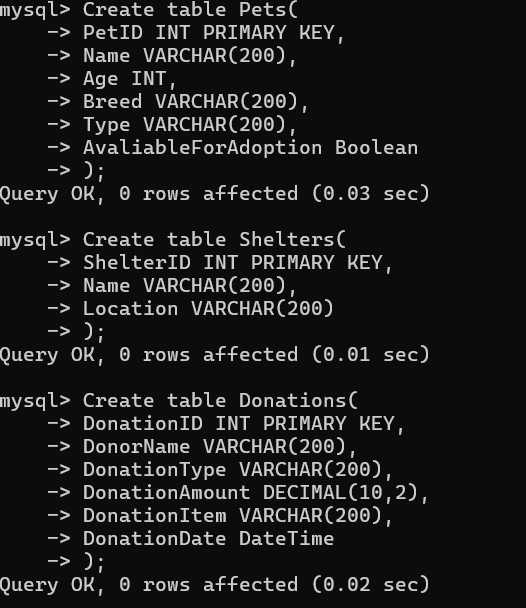 mysql> Create table Pets(
    -> PetID INT PRIMARY KEY,
    -> Name VARCHAR(200),
    -> Age INT,
    -> Breed VARCHAR(200),
    -> Type VARCHAR(200),
    -> AvaliableForAdoption Boolean
    -> );
Query OK, 0 rows affected (0.03 sec)

mysql> Create table Shelters(
    -> ShelterID INT PRIMARY KEY,
    -> Name VARCHAR(200),
    -> Location VARCHAR(200)
    -> );
Query OK, 0 rows affected (0.01 sec)

mysql> Create table Donations(
    -> DonationID INT PRIMARY KEY,
    -> DonorName VARCHAR(200),
    -> DonationType VARCHAR(200),
    -> DonationAmount DECIMAL(10,2),
    -> DonationItem VARCHAR(200),
    -> DonationDate DateTime
    -> );
Query OK, 0 rows affected (0.02 sec)